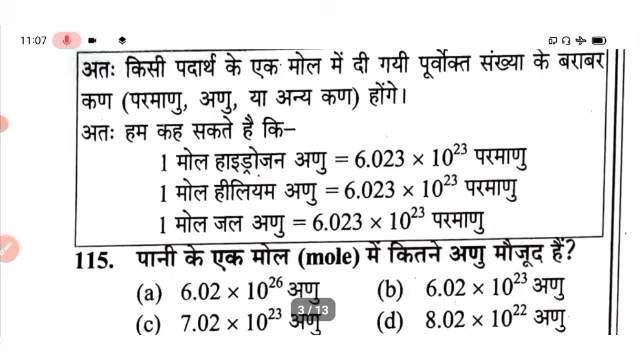 11:07
अतः किसी पदार्थ के एक मोल में दी गयी पूर्वोक्त संख्या के बराबर
कण (परमाणु, अणु, या अन्य कण) होंगे।
अतः हम कह सकते है कि–
1 मोल हाइड्रोजन अणु = 6.023 × 10²³ परमाणु
1 मोल हीलियम अणु = 6.023 × 10²³ परमाणु
1 मोल जल अणु = 6.023 × 10²³ परमाणु
115. पानी के एक मोल (mole) में कितने अणु मौजूद हैं?
(a) 6.02 × 10²⁶ अणु (b) 6.02 × 10²³ अणु
3/13
(c) 7.02 × 10²³ अणु (d) 8.02 × 10²² अणु